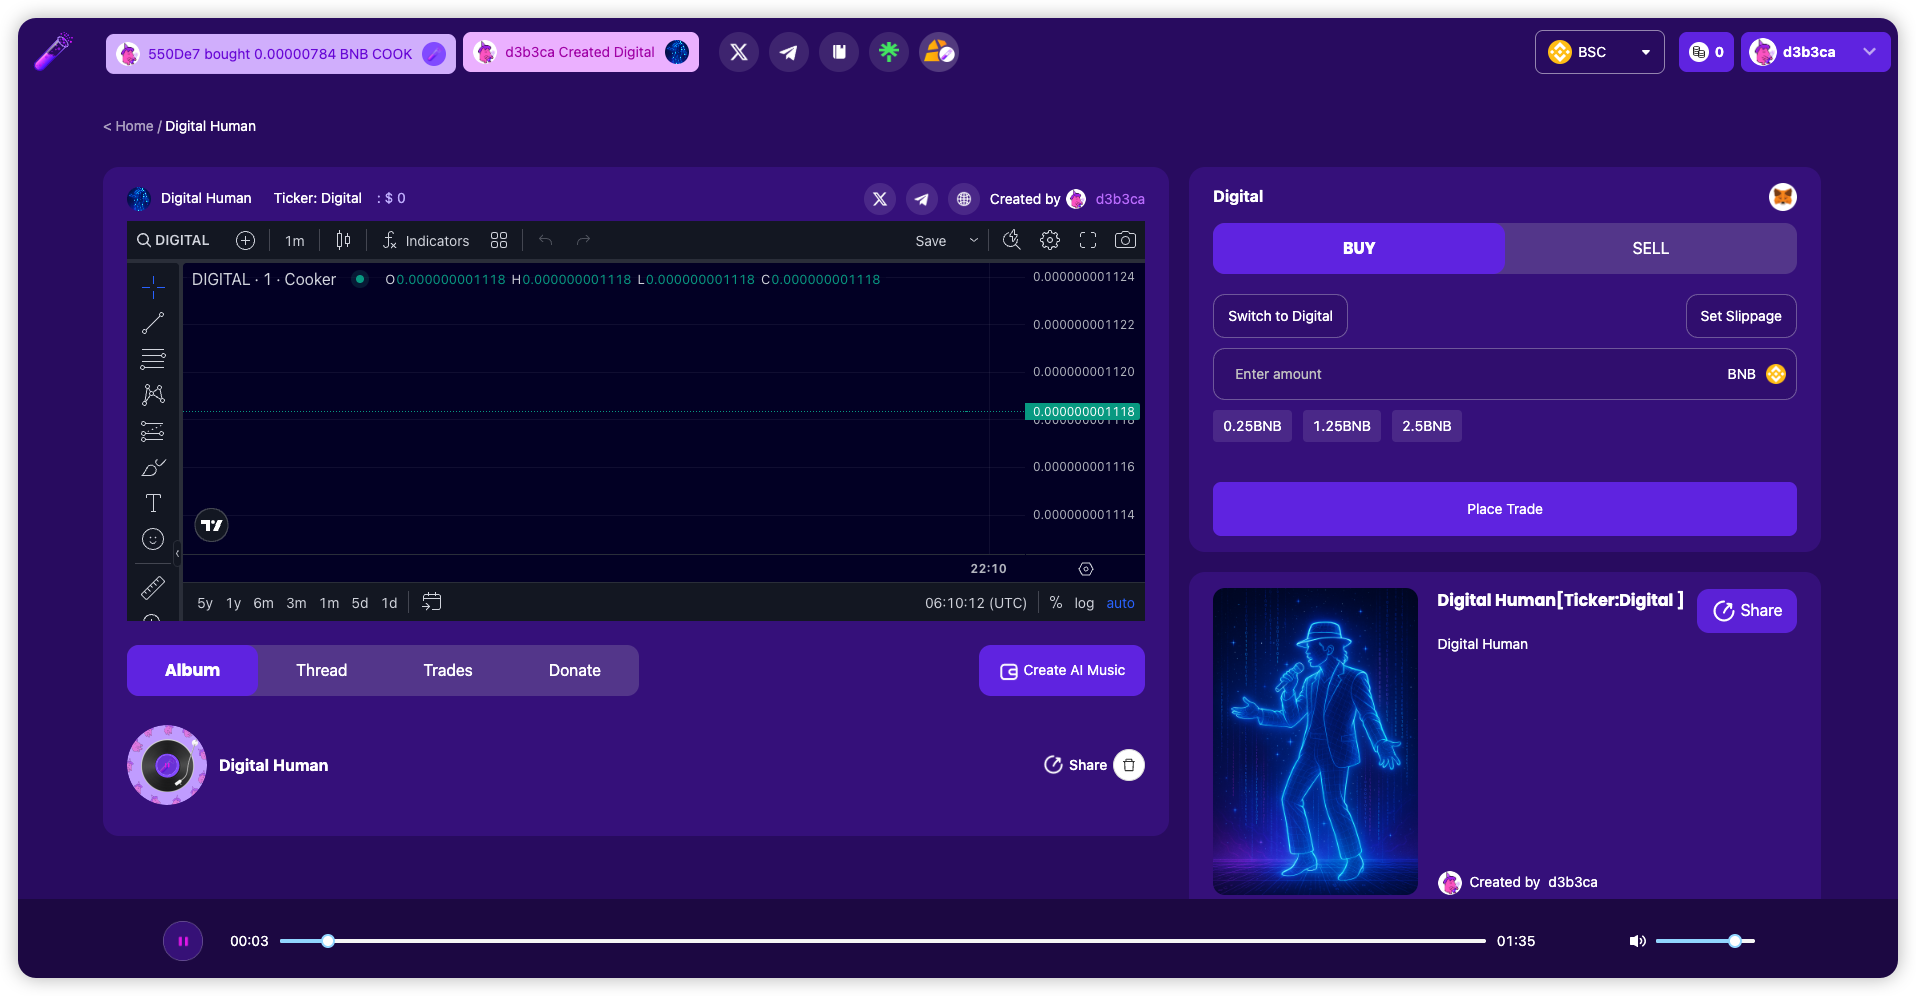 550De7 bought 0.00000784 BNB COOK
d3b3ca Created Digital
BSC
0
d3b3ca
< Home / Digital Human
Digital Human Ticker: Digital : $ 0
Created by d3b3ca
DIGITAL
1m
Indicators
Save
DIGITAL · 1 · Cooker O0.000000001118 H0.000000001118 L0.000000001118 C0.000000001118
0.000000001124
0.000000001122
0.000000001120
0.000000001118
0.000000001118
0.000000001116
0.000000001114
22:10
5y 1y 6m 3m 1m 5d 1d
06:10:12 (UTC) % log auto
Album Thread Trades Donate
Create AI Music
Digital Human
Share
Digital
BUY SELL
Switch to Digital
Set Slippage
Enter amount BNB
0.25BNB 1.25BNB 2.5BNB
Place Trade
Digital Human[Ticker:Digital ]
Share
Digital Human
Created by d3b3ca
00:03
01:35